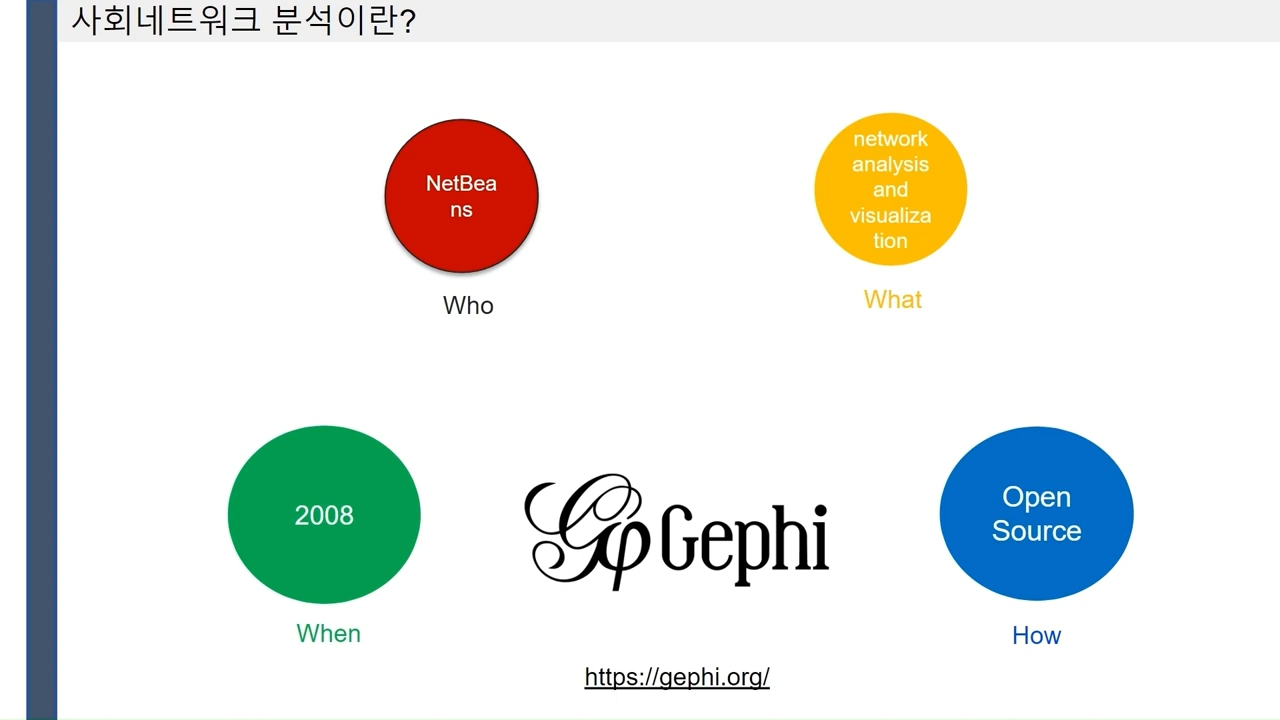 사회네트워크 분석이란?
NetBea
ns
Who
network
analysis
and
visualiza
tion
What
2008
When
Gφ Gephi
Open
Source
How
https://gephi.org/